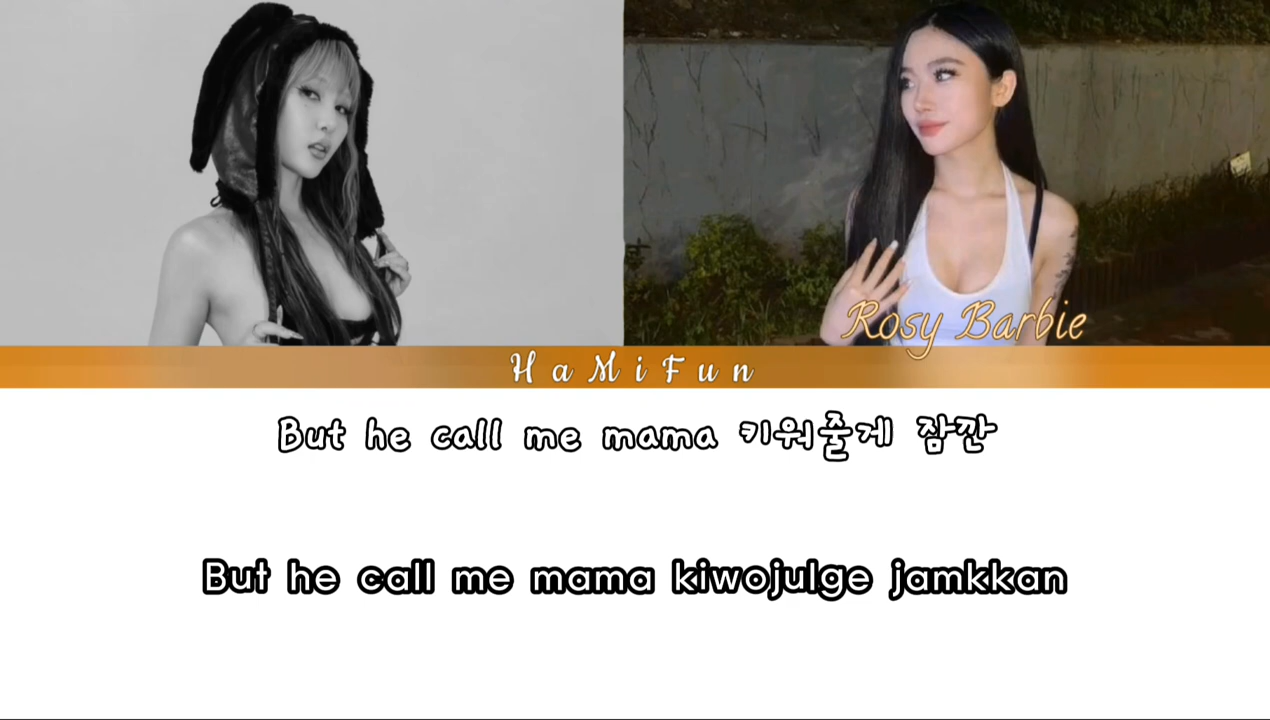 Rosy Barbie
HaMiFun
But he call me mama 키워줄게 잠깐
But he call me mama kiwojulge jamkkan